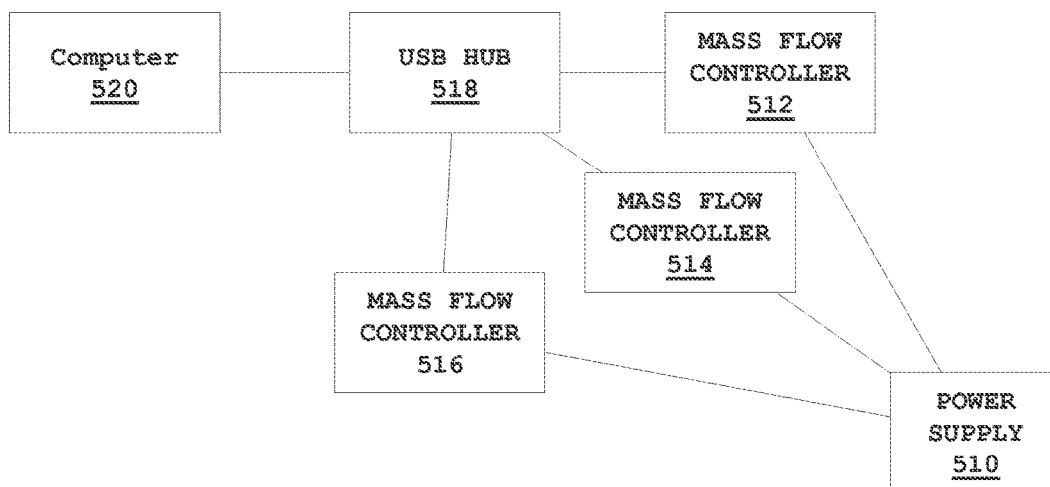 Computer
520
USB HUB
518
MASS FLOW
CONTROLLER
512
MASS FLOW
CONTROLLER
514
MASS FLOW
CONTROLLER
516
POWER
SUPPLY
510